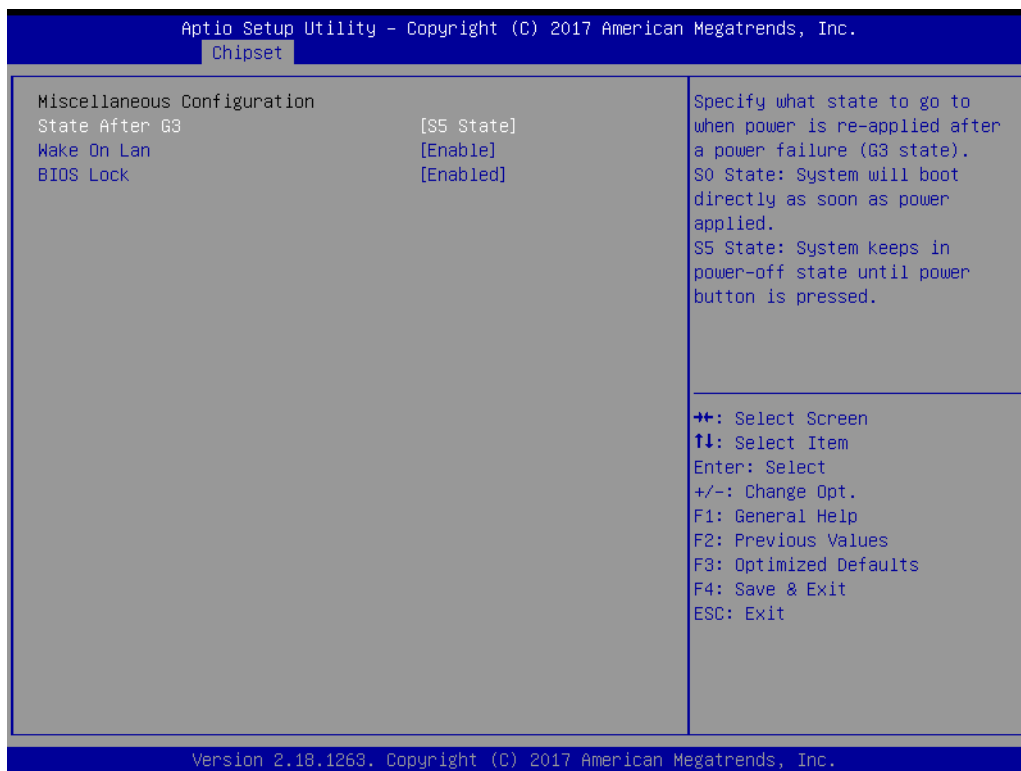 Aptio Setup Utility – Copyright (C) 2017 American Megatrends, Inc.
Chipset
Miscellaneous Configuration
State After G3 [S5 State]
Wake On Lan [Enable]
BIOS Lock [Enabled]
Specify what state to go to
when power is re-applied after
a power failure (G3 state).
S0 State: System will boot
directly as soon as power
applied.
S5 State: System keeps in
power-off state until power
button is pressed.
→←: Select Screen
↑↓: Select Item
Enter: Select
+/-: Change Opt.
F1: General Help
F2: Previous Values
F3: Optimized Defaults
F4: Save & Exit
ESC: Exit
Version 2.18.1263. Copyright (C) 2017 American Megatrends, Inc.